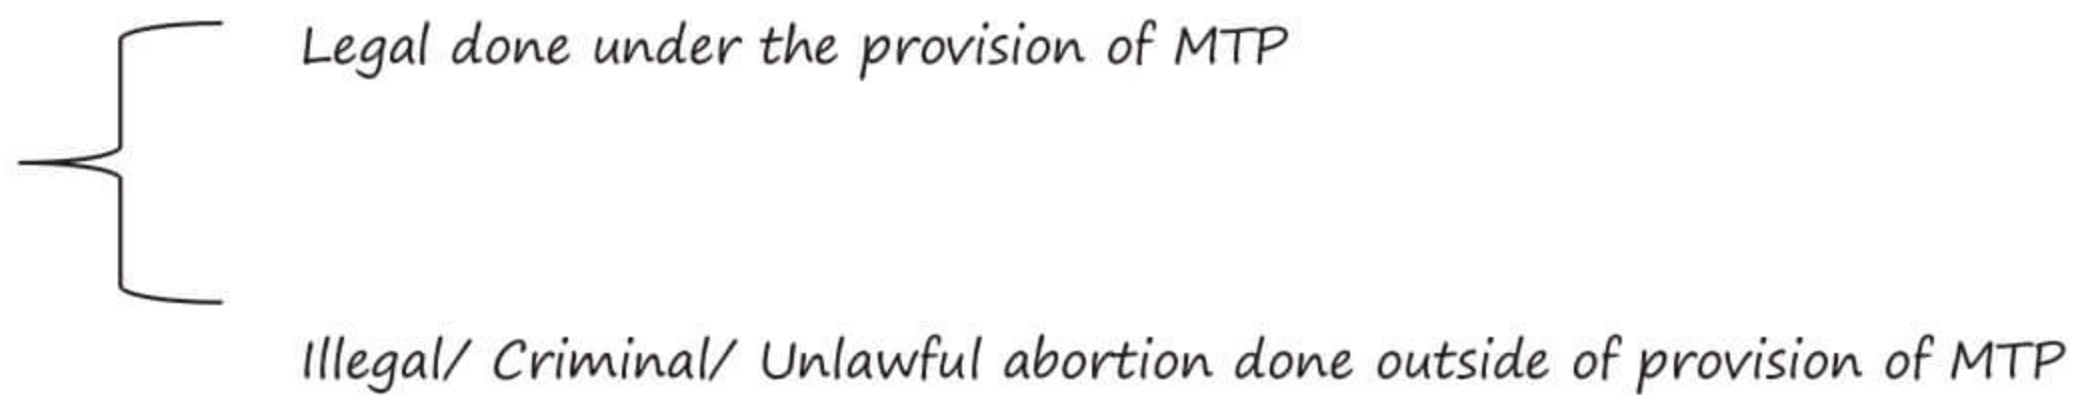 Legal done under the provision of MTP
Illegal/ Criminal/ Unlawful abortion done outside of provision of MTP